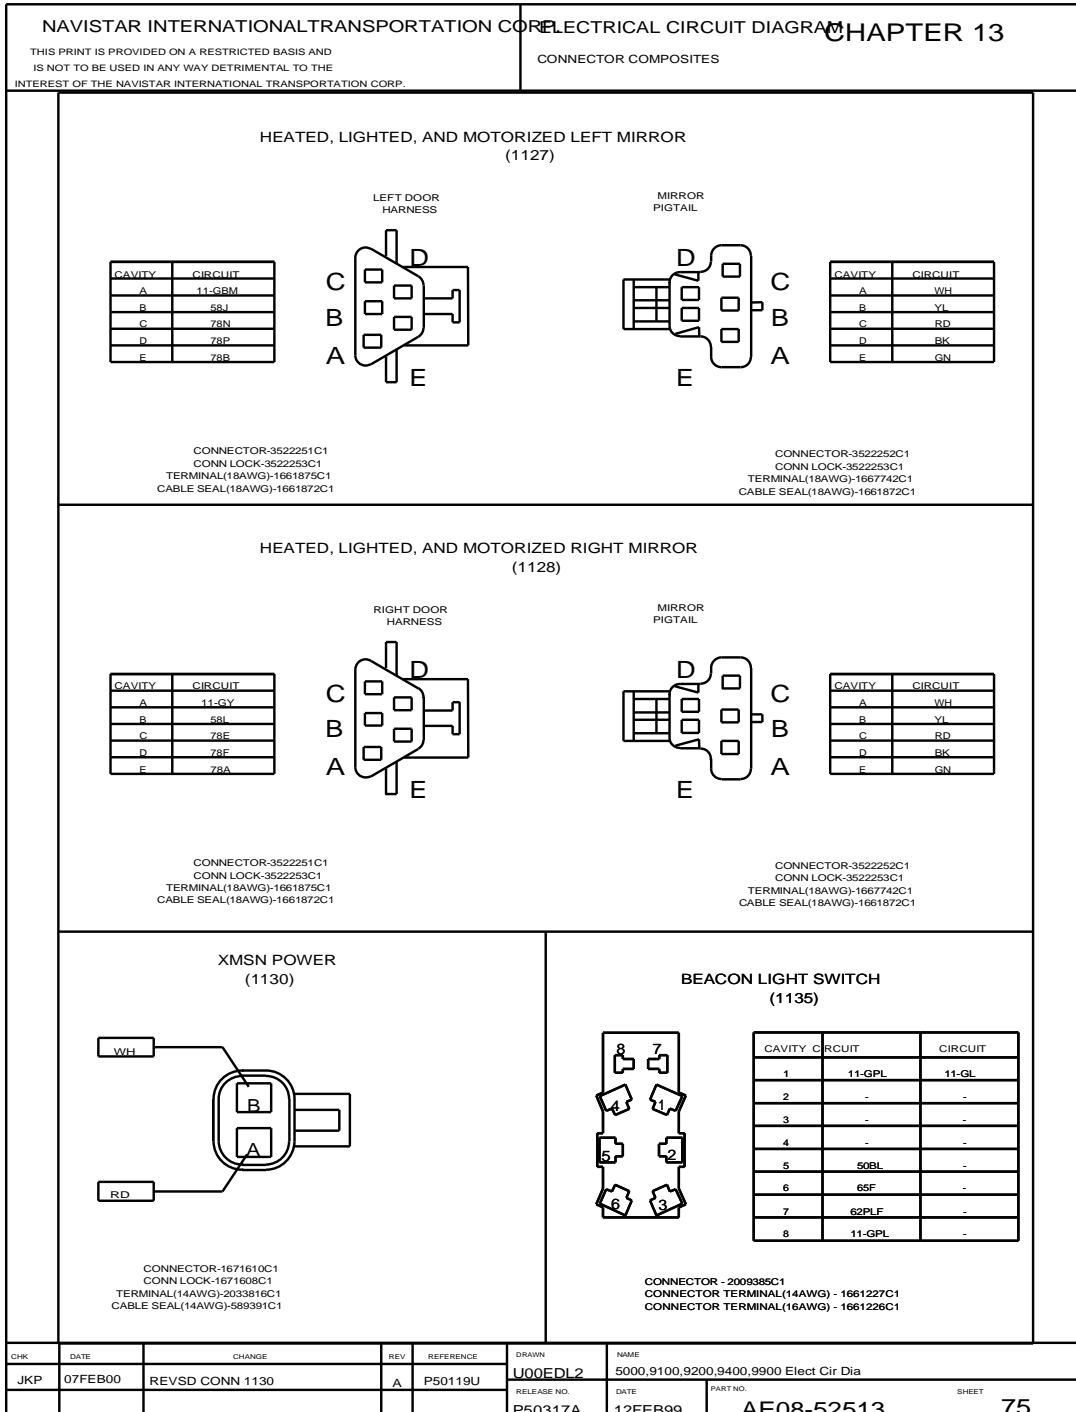 NAVISTAR INTERNATIONALTRANSPORTATION CORP.
THIS PRINT IS PROVIDED ON A RESTRICTED BASIS AND
IS NOT TO BE USED IN ANY WAY DETRIMENTAL TO THE
INTEREST OF THE NAVISTAR INTERNATIONAL TRANSPORTATION CORP.
ELECTRICAL CIRCUIT DIAGRAM
CONNECTOR COMPOSITES
CHAPTER 13
HEATED, LIGHTED, AND MOTORIZED LEFT MIRROR
(1127)
LEFT DOOR
HARNESS
MIRROR
PIGTAIL
CAVITY CIRCUIT
A 11-GBM
B 58J
C 78N
D 78P
E 78B
D
C
B
A
E
D
C
B
A
E
CAVITY CIRCUIT
A WH
B YL
C RD
D BK
E GN
CONNECTOR-3522251C1
CONN LOCK-3522253C1
TERMINAL(18AWG)-1661875C1
CABLE SEAL(18AWG)-1661872C1
CONNECTOR-3522252C1
CONN LOCK-3522253C1
TERMINAL(18AWG)-1667742C1
CABLE SEAL(18AWG)-1661872C1
HEATED, LIGHTED, AND MOTORIZED RIGHT MIRROR
(1128)
RIGHT DOOR
HARNESS
MIRROR
PIGTAIL
CAVITY CIRCUIT
A 11-GY
B 58L
C 78E
D 78F
E 78A
D
C
B
A
E
D
C
B
A
E
CAVITY CIRCUIT
A WH
B YL
C RD
D BK
E GN
CONNECTOR-3522251C1
CONN LOCK-3522253C1
TERMINAL(18AWG)-1661875C1
CABLE SEAL(18AWG)-1661872C1
CONNECTOR-3522252C1
CONN LOCK-3522253C1
TERMINAL(18AWG)-1667742C1
CABLE SEAL(18AWG)-1661872C1
XMSN POWER
(1130)
WH
B
A
RD
CONNECTOR-1671610C1
CONN LOCK-1671608C1
TERMINAL(14AWG)-2033816C1
CABLE SEAL(14AWG)-589391C1
BEACON LIGHT SWITCH
(1135)
8 7
4 1
5 2
6 3
CAVITY CIRCUIT CIRCUIT
1 11-GPL 11-GL
2 - -
3 - -
4 - -
5 50BL -
6 65F -
7 62PLF -
8 11-GPL -
CONNECTOR - 2009385C1
CONNECTOR TERMINAL(14AWG) - 1661227C1
CONNECTOR TERMINAL(16AWG) - 1661226C1
CHK DATE CHANGE REV REFERENCE
JKP 07FEB00 REVSD CONN 1130 A P50119U
DRAWN
U00EDL2
NAME
5000,9100,9200,9400,9900 Elect Cir Dia
RELEASE NO.
P50317A
DATE
12FEB99
PART NO.
AE08-52513
SHEET
75